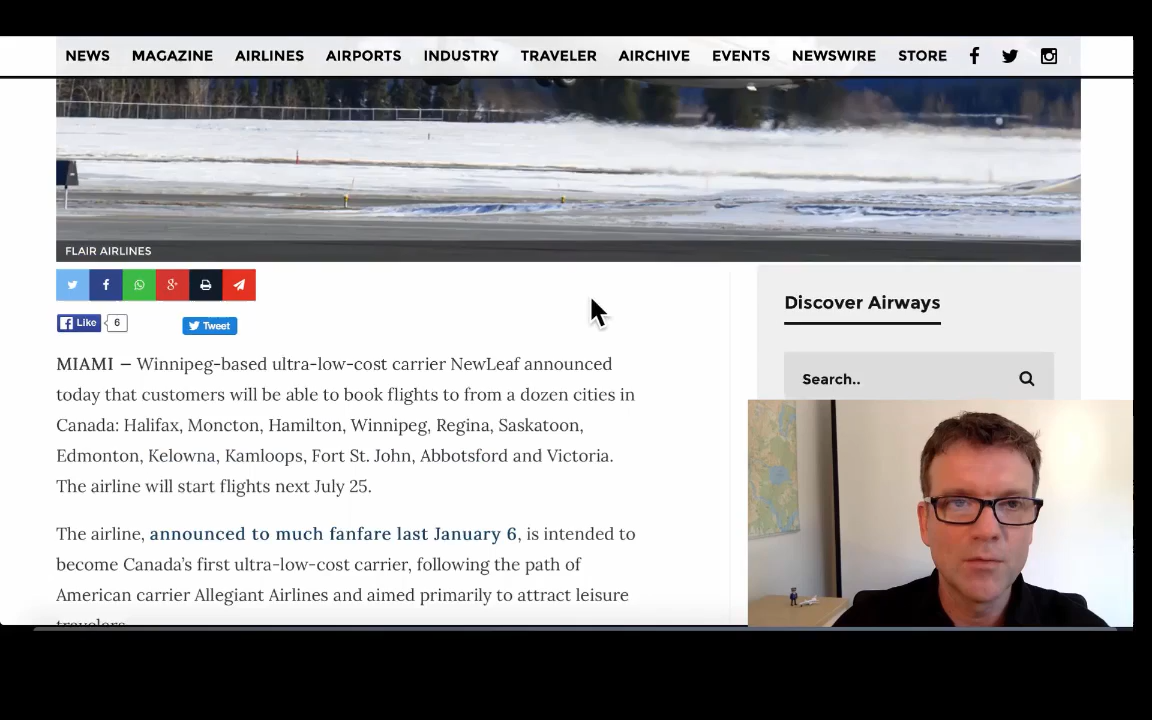 NEWS MAGAZINE AIRLINES AIRPORTS INDUSTRY TRAVELER AIRCHIVE EVENTS NEWSWIRE STORE
FLAIR AIRLINES
Like 6 Tweet
Discover Airways
Search..
MIAMI — Winnipeg-based ultra-low-cost carrier NewLeaf announced
today that customers will be able to book flights to from a dozen cities in
Canada: Halifax, Moncton, Hamilton, Winnipeg, Regina, Saskatoon,
Edmonton, Kelowna, Kamloops, Fort St. John, Abbotsford and Victoria.
The airline will start flights next July 25.
The airline, announced to much fanfare last January 6, is intended to
become Canada’s first ultra-low-cost carrier, following the path of
American carrier Allegiant Airlines and aimed primarily to attract leisure
travelers